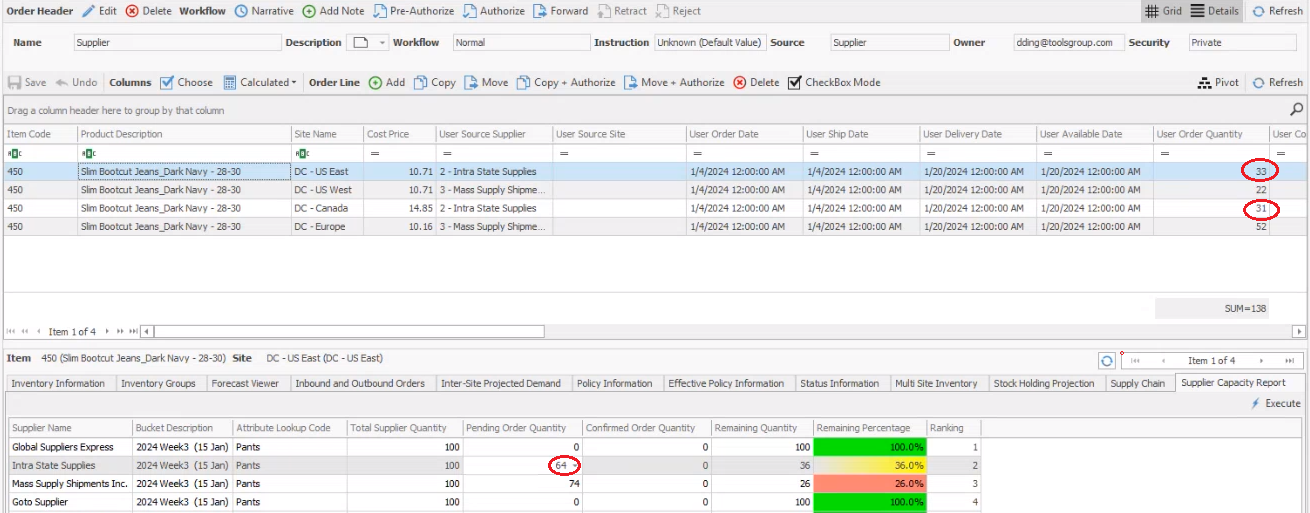 Order Header Edit Delete Workflow Narrative Add Note Pre-Authorize Authorize Forward Retract Reject Grid Details Refresh
Name Supplier Description Workflow Normal Instruction Unknown (Default Value) Source Supplier Owner dding@toolsgroup.com Security Private
Save Undo Columns Choose Calculated Order Line Add Copy Move Copy + Authorize Move + Authorize Delete CheckBox Mode Pivot Refresh
Drag a column header here to group by that column
Item Code Product Description Site Name Cost Price User Source Supplier User Source Site User Order Date User Ship Date User Delivery Date User Available Date User Order Quantity User Co
ABC ABC ABC = = = = = = = = =
450 Slim Bootcut Jeans_Dark Navy - 28-30 DC - US East 10.71 2 - Intra State Supplies 1/4/2024 12:00:00 AM 1/4/2024 12:00:00 AM 1/20/2024 12:00:00 AM 1/20/2024 12:00:00 AM 33
450 Slim Bootcut Jeans_Dark Navy - 28-30 DC - US West 10.71 3 - Mass Supply Shipme... 1/4/2024 12:00:00 AM 1/4/2024 12:00:00 AM 1/20/2024 12:00:00 AM 1/20/2024 12:00:00 AM 22
450 Slim Bootcut Jeans_Dark Navy - 28-30 DC - Canada 14.85 2 - Intra State Supplies 1/4/2024 12:00:00 AM 1/4/2024 12:00:00 AM 1/20/2024 12:00:00 AM 1/20/2024 12:00:00 AM 31
450 Slim Bootcut Jeans_Dark Navy - 28-30 DC - Europe 10.16 3 - Mass Supply Shipme... 1/4/2024 12:00:00 AM 1/4/2024 12:00:00 AM 1/20/2024 12:00:00 AM 1/20/2024 12:00:00 AM 52
SUM=138
Item 1 of 4
Item 450 (Slim Bootcut Jeans_Dark Navy - 28-30) Site DC - US East (DC - US East) Item 1 of 4
Inventory Information Inventory Groups Forecast Viewer Inbound and Outbound Orders Inter-Site Projected Demand Policy Information Effective Policy Information Status Information Multi Site Inventory Stock Holding Projection Supply Chain Supplier Capacity Report
Execute
Supplier Name Bucket Description Attribute Lookup Code Total Supplier Quantity Pending Order Quantity Confirmed Order Quantity Remaining Quantity Remaining Percentage Ranking
Global Suppliers Express 2024 Week3 (15 Jan) Pants 100 0 0 100 100.0% 1
Intra State Supplies 2024 Week3 (15 Jan) Pants 100 64 0 36 36.0% 2
Mass Supply Shipments Inc. 2024 Week3 (15 Jan) Pants 100 74 0 26 26.0% 3
Goto Supplier 2024 Week3 (15 Jan) Pants 100 0 0 100 100.0% 4